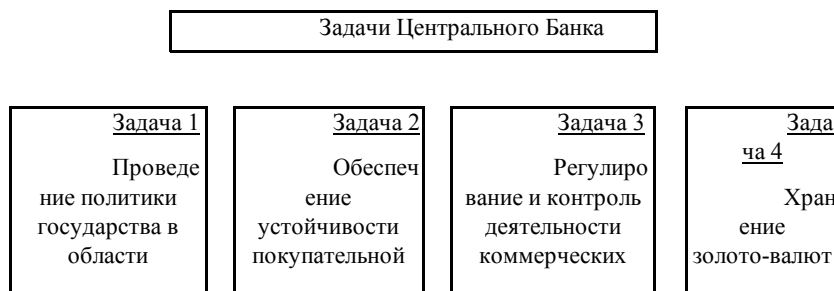 Задачи Центрального Банка
Задача 1
Проведе
ние политики
государства в
области
Задача 2
Обеспеч
ение
устойчивости
покупательной
Задача 3
Регулиро
вание и контроль
деятельности
коммерческих
Зада
ча 4
Хран
ение
золото-валют